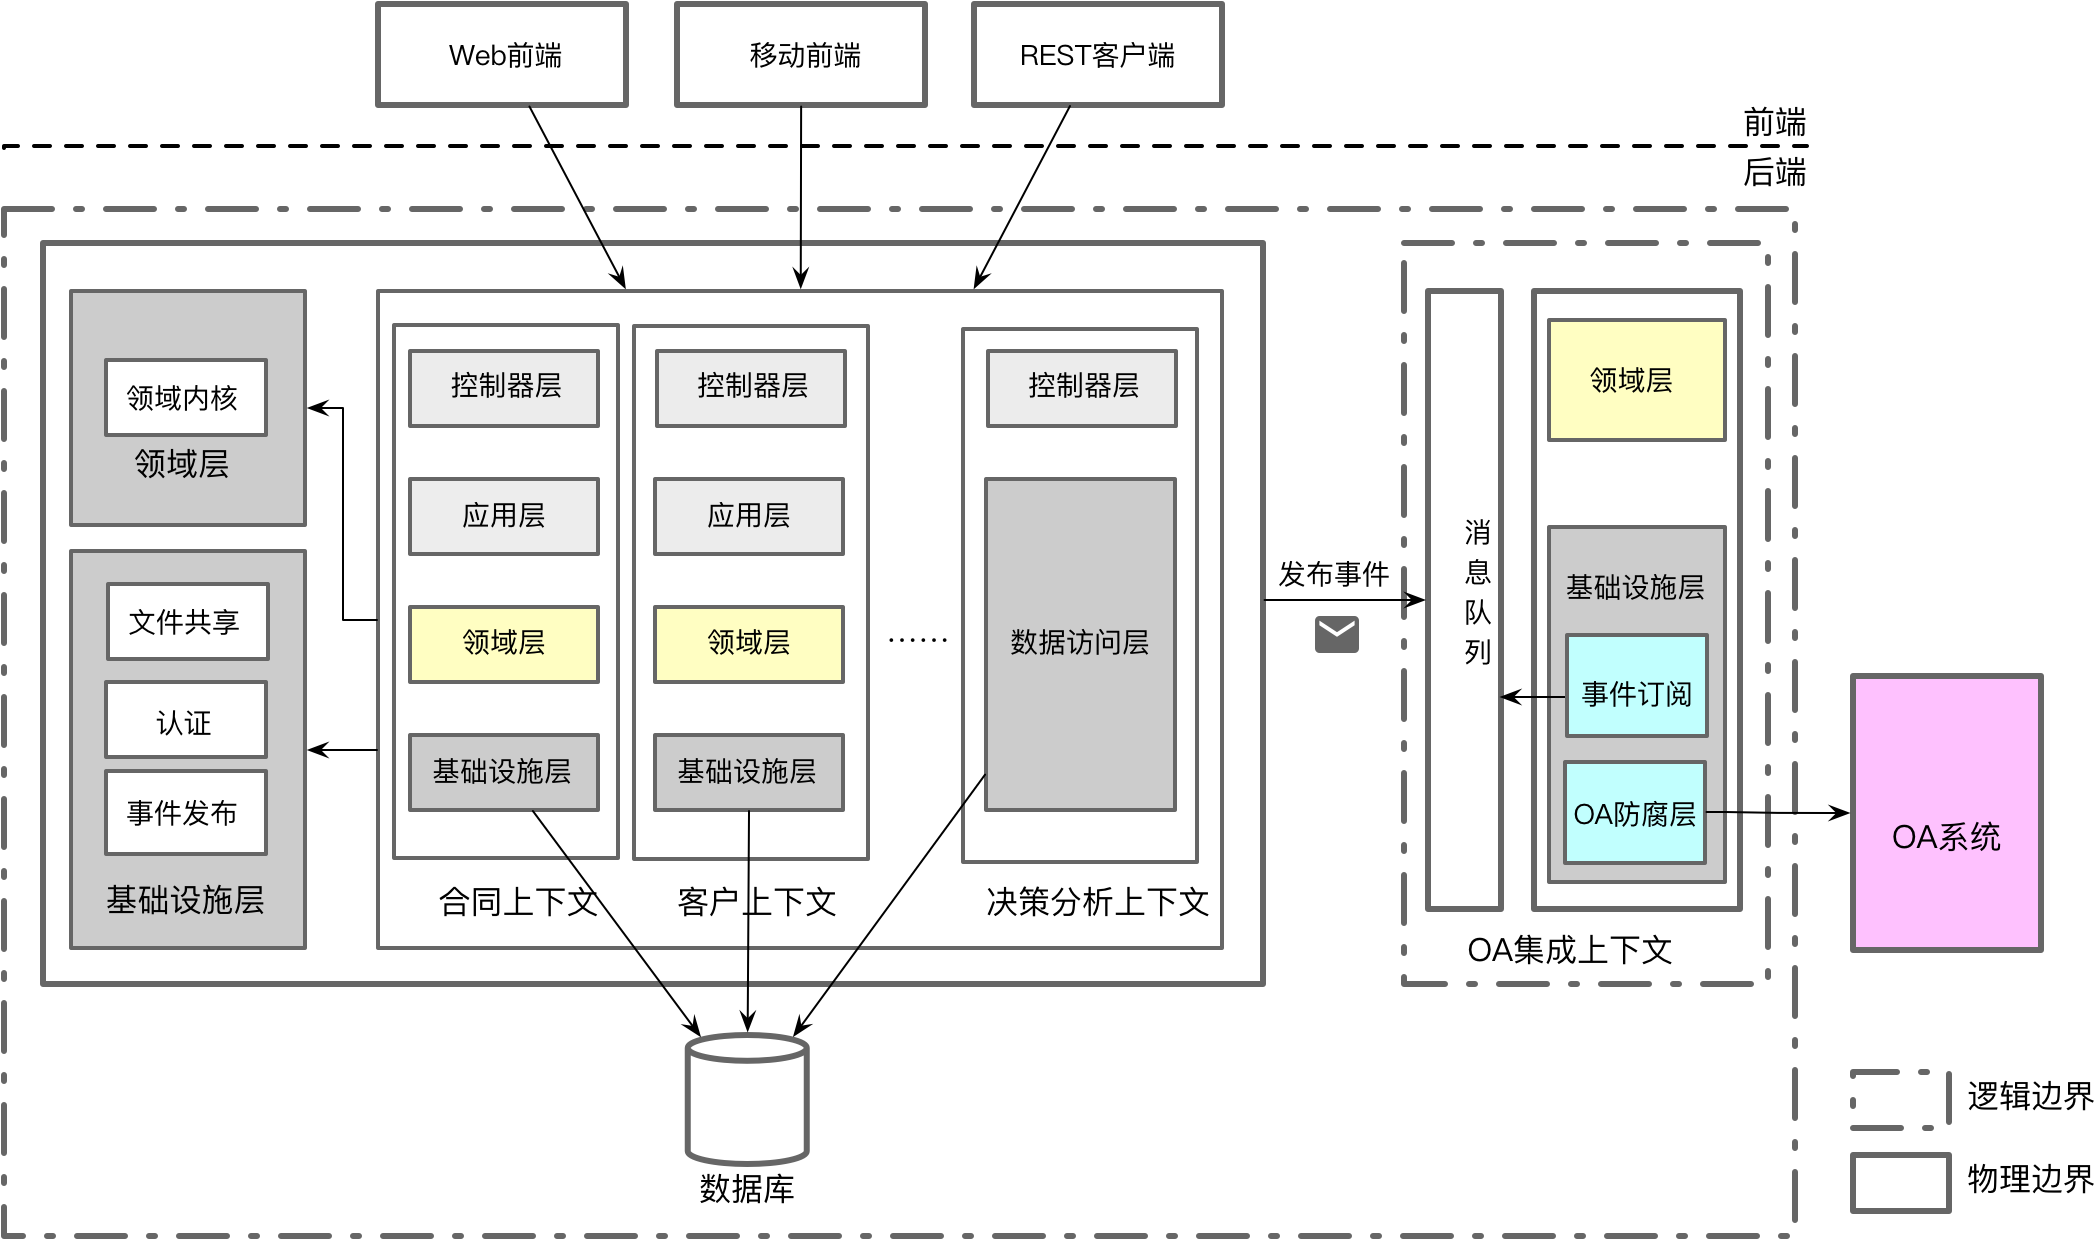 Web前端
移动前端
REST客户端
前端
后端
领域内核
领域层
文件共享
认证
事件发布
基础设施层
控制器层
应用层
领域层
基础设施层
合同上下文
控制器层
应用层
领域层
基础设施层
客户上下文
……
控制器层
数据访问层
决策分析上下文
数据库
发布事件
消
息
队
列
领域层
基础设施层
事件订阅
OA防腐层
OA集成上下文
OA系统
逻辑边界
物理边界